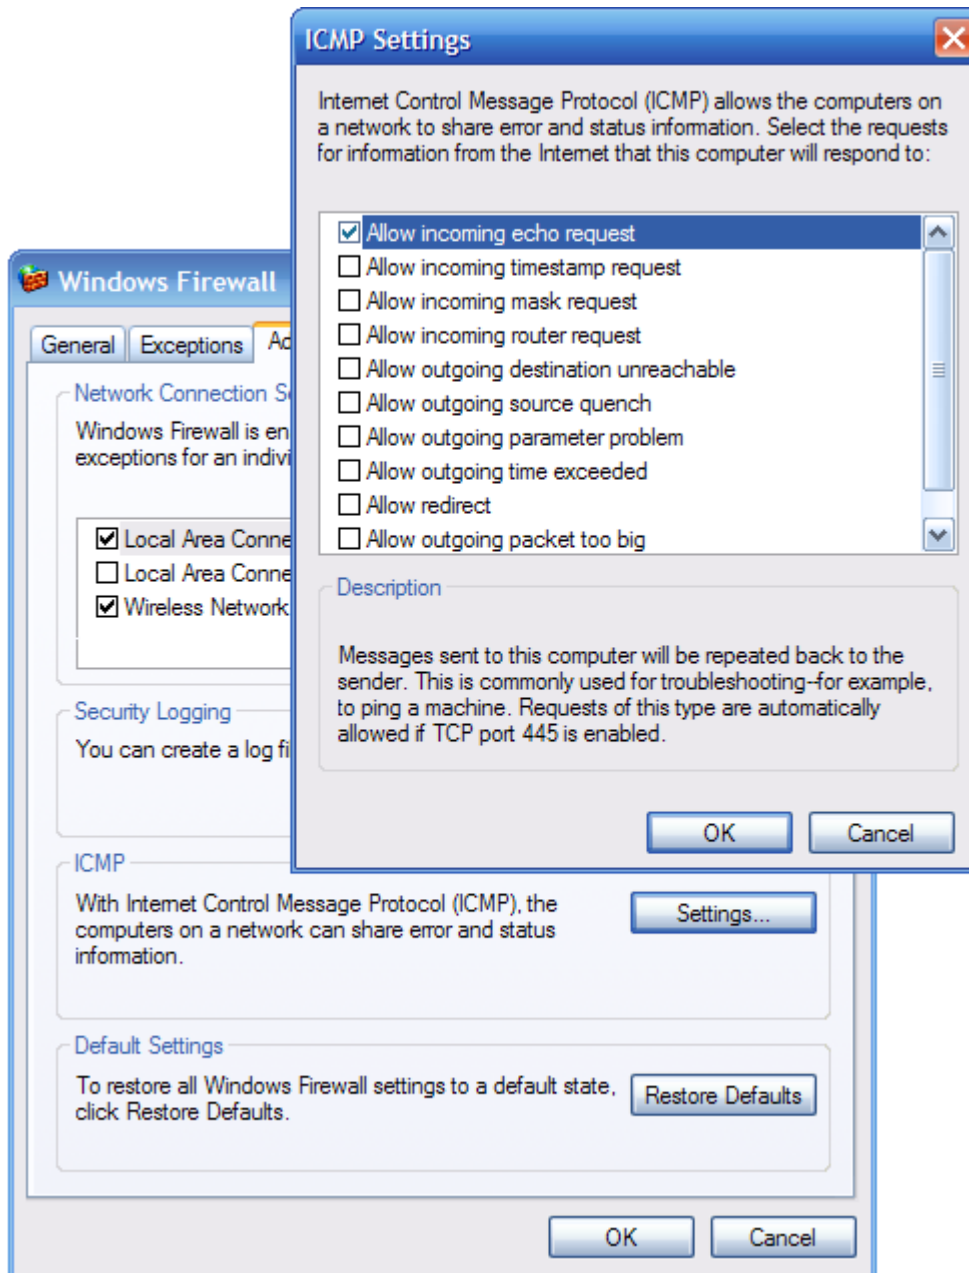 ICMP Settings
Internet Control Message Protocol (ICMP) allows the computers on
a network to share error and status information. Select the requests
for information from the Internet that this computer will respond to:
Allow incoming echo request
Allow incoming timestamp request
Allow incoming mask request
Allow incoming router request
Allow outgoing destination unreachable
Allow outgoing source quench
Allow outgoing parameter problem
Allow outgoing time exceeded
Allow redirect
Allow outgoing packet too big
Description
Messages sent to this computer will be repeated back to the
sender. This is commonly used for troubleshooting--for example,
to ping a machine. Requests of this type are automatically
allowed if TCP port 445 is enabled.
OK
Cancel
Windows Firewall
General
Exceptions
Ad
Network Connection Se
Windows Firewall is en
exceptions for an indivi
Local Area Conne
Local Area Conne
Wireless Network
Security Logging
You can create a log fi
ICMP
With Internet Control Message Protocol (ICMP), the
computers on a network can share error and status
information.
Settings...
Default Settings
To restore all Windows Firewall settings to a default state,
click Restore Defaults.
Restore Defaults
OK
Cancel